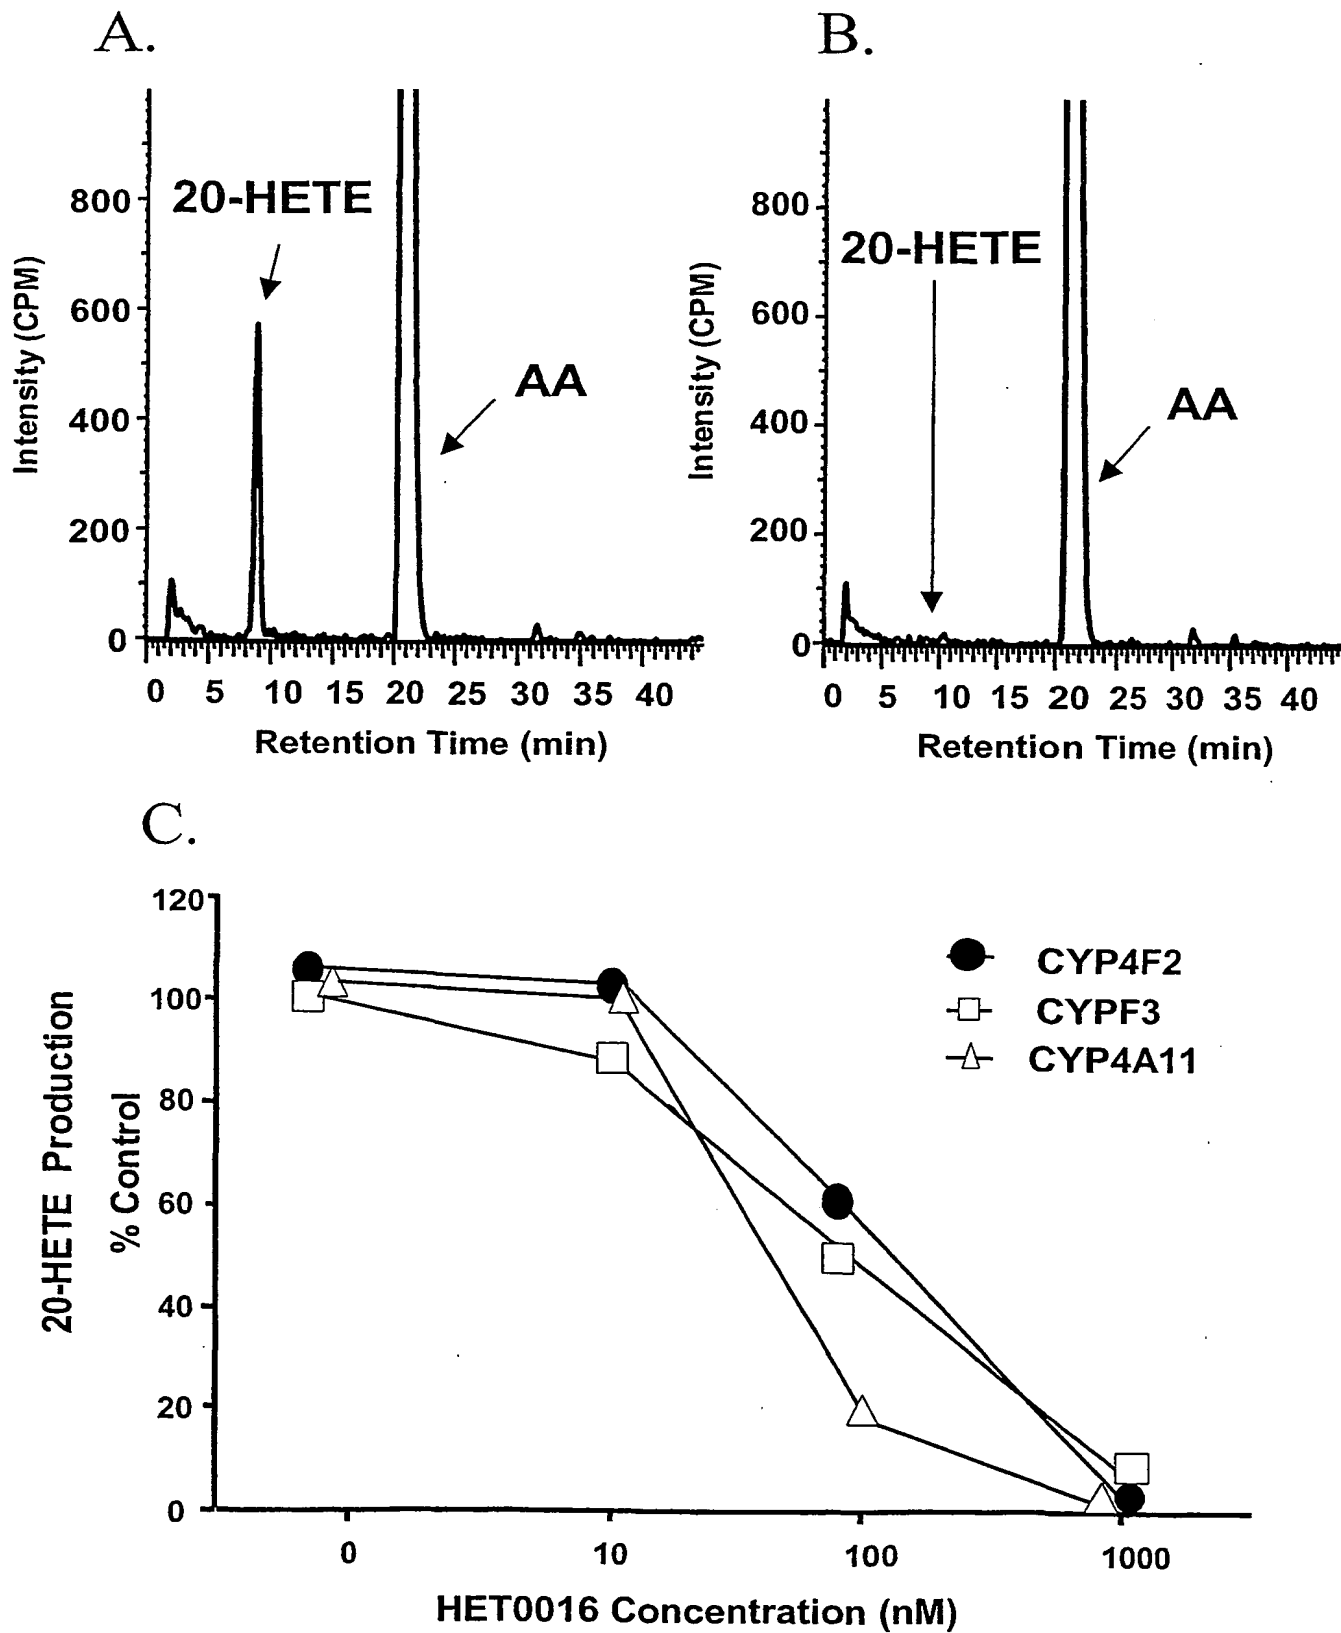 A.
20-HETE
AA
Intensity (CPM)
800
600
400
200
0
0 5 10 15 20 25 30 35 40
Retention Time (min)
B.
20-HETE
AA
Intensity (CPM)
800
600
400
200
0
0 5 10 15 20 25 30 35 40
Retention Time (min)
C.
20-HETE Production
% Control
120
100
80
60
40
20
0
CYP4F2
CYPF3
CYP4A11
0 10 100 1000
HET0016 Concentration (nM)